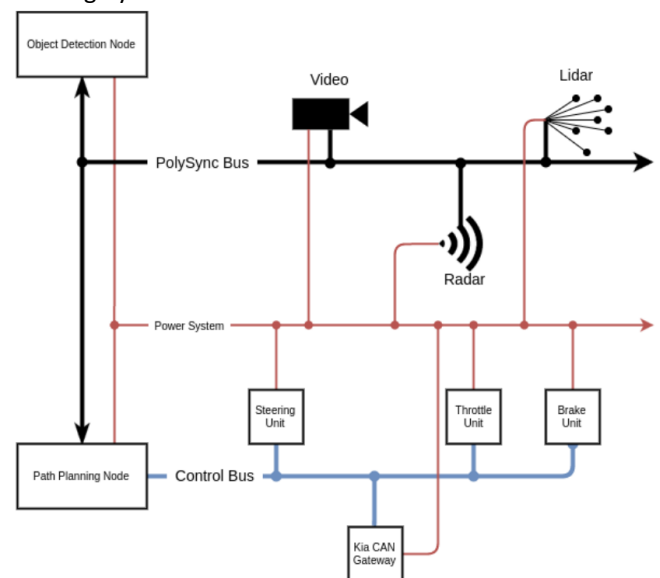 Object Detection Node
Video
Lidar
PolySync Bus
Radar
Power System
Steering
Unit
Throttle
Unit
Brake
Unit
Path Planning Node
Control Bus
Kia CAN
Gateway